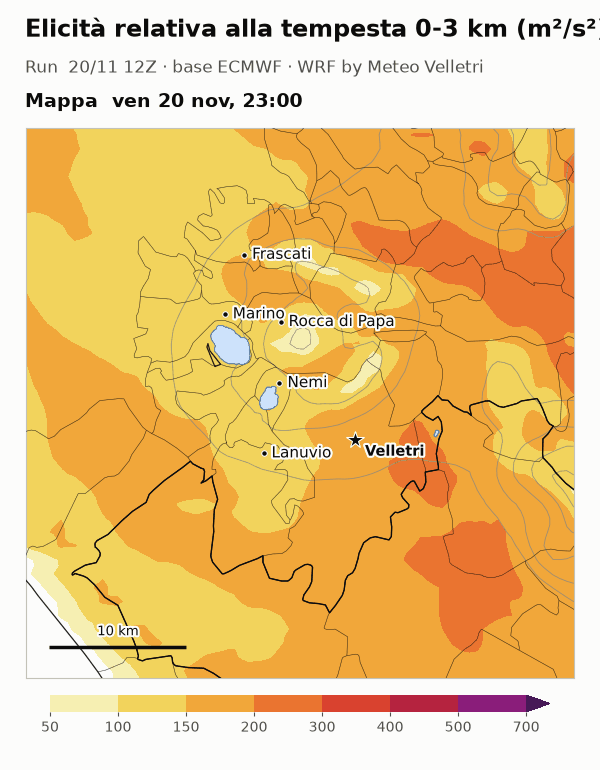 Elicità relativa alla tempesta 0-3 km (m²/s²)
Run 20/11 12Z · base ECMWF · WRF by Meteo Velletri
Mappa ven 20 nov, 23:00
Frascati
Marino
Rocca di Papa
Nemi
Velletri
Lanuvio
10 km
50 100 150 200 300 400 500 700